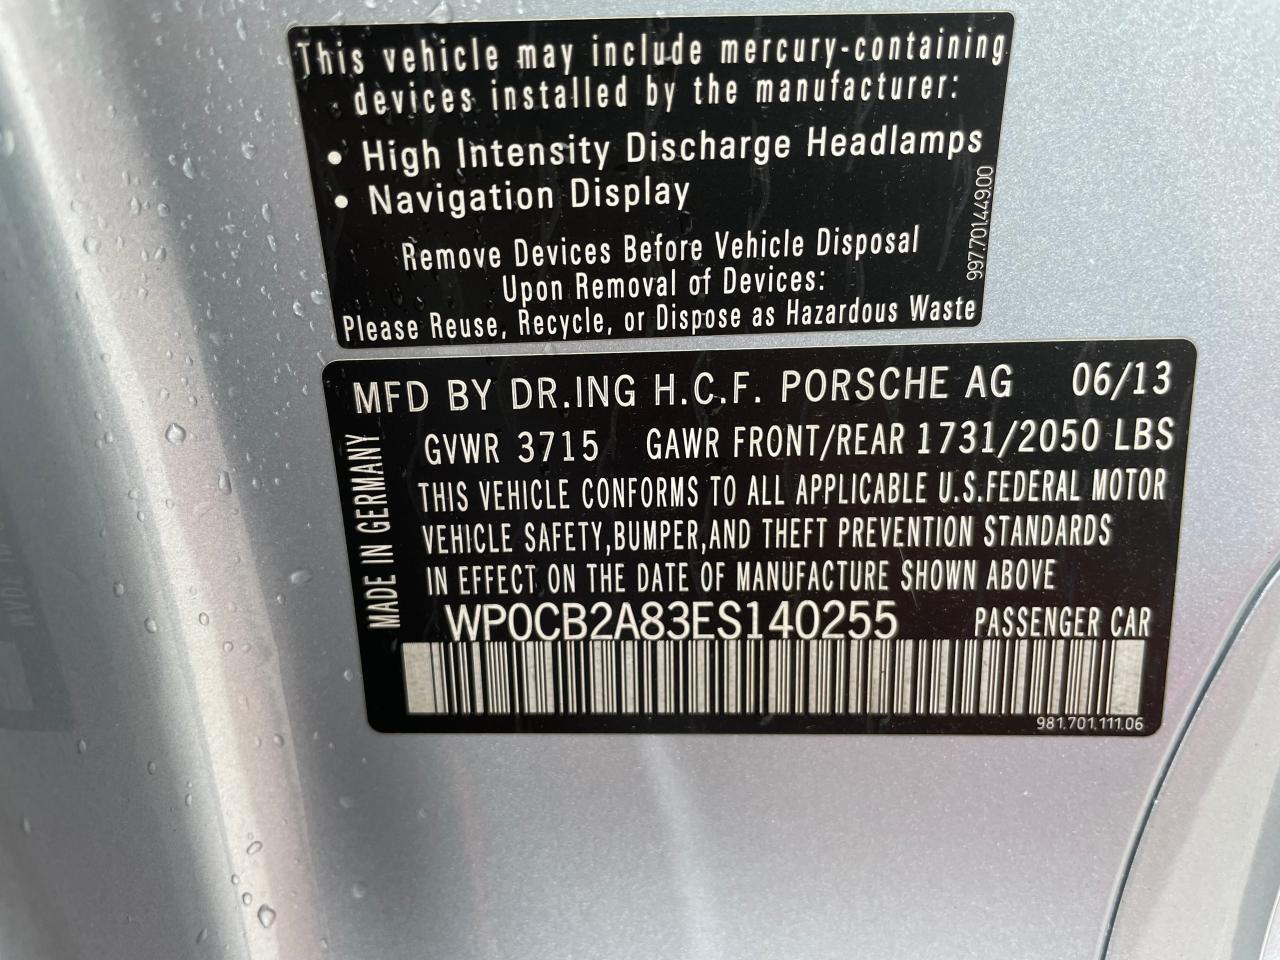 This vehicle may include mercury-containing
devices installed by the manufacturer:
• High Intensity Discharge Headlamps
• Navigation Display
Remove Devices Before Vehicle Disposal
Upon Removal of Devices:
Please Reuse, Recycle, or Dispose as Hazardous Waste
997.701.449.00
MFD BY DR.ING H.C.F. PORSCHE AG 06/13
GVWR 3715 GAWR FRONT/REAR 1731/2050 LBS
THIS VEHICLE CONFORMS TO ALL APPLICABLE U.S.FEDERAL MOTOR
VEHICLE SAFETY,BUMPER,AND THEFT PREVENTION STANDARDS
IN EFFECT ON THE DATE OF MANUFACTURE SHOWN ABOVE
MADE IN GERMANY
WP0CB2A83ES140255 PASSENGER CAR
981.701.111.06